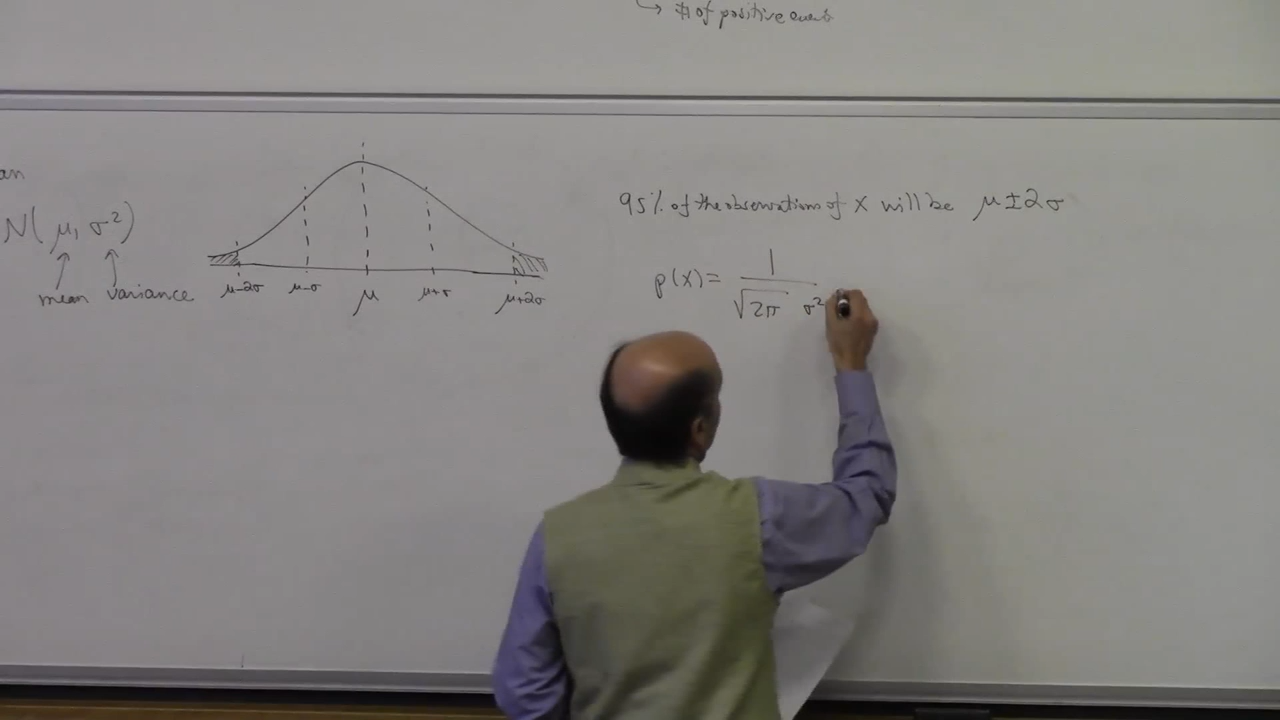 ↳ # of positive events
an
N(μ, σ²)
mean variance
μ-2σ μ-σ μ μ+σ μ+2σ
95% of the observations of X will be μ±2σ
p(X) = 1/(√2π σ²